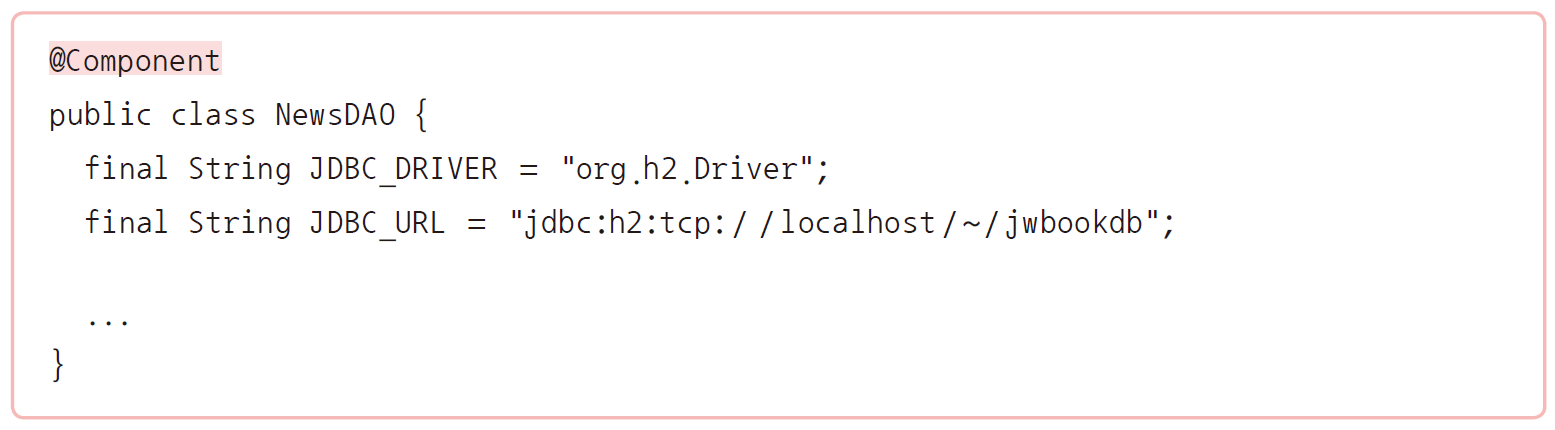 @Component
public class NewsDAO {
  final String JDBC_DRIVER = "org.h2.Driver";
  final String JDBC_URL = "jdbc:h2:tcp://localhost/~/jwbookdb";
  ...
}